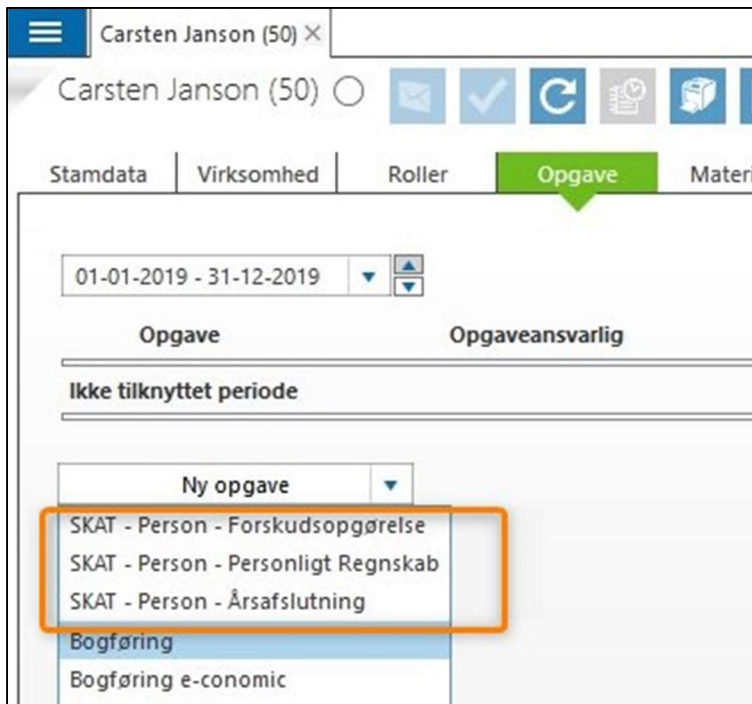 Carsten Janson (50) ×
Carsten Janson (50)
Stamdata Virksomhed Roller Opgave Materi
01-01-2019 - 31-12-2019
Opgave Opgaveansvarlig
Ikke tilknyttet periode
Ny opgave
SKAT - Person - Forskudsopgørelse
SKAT - Person - Personligt Regnskab
SKAT - Person - Årsafslutning
Bogføring
Bogføring e-conomic